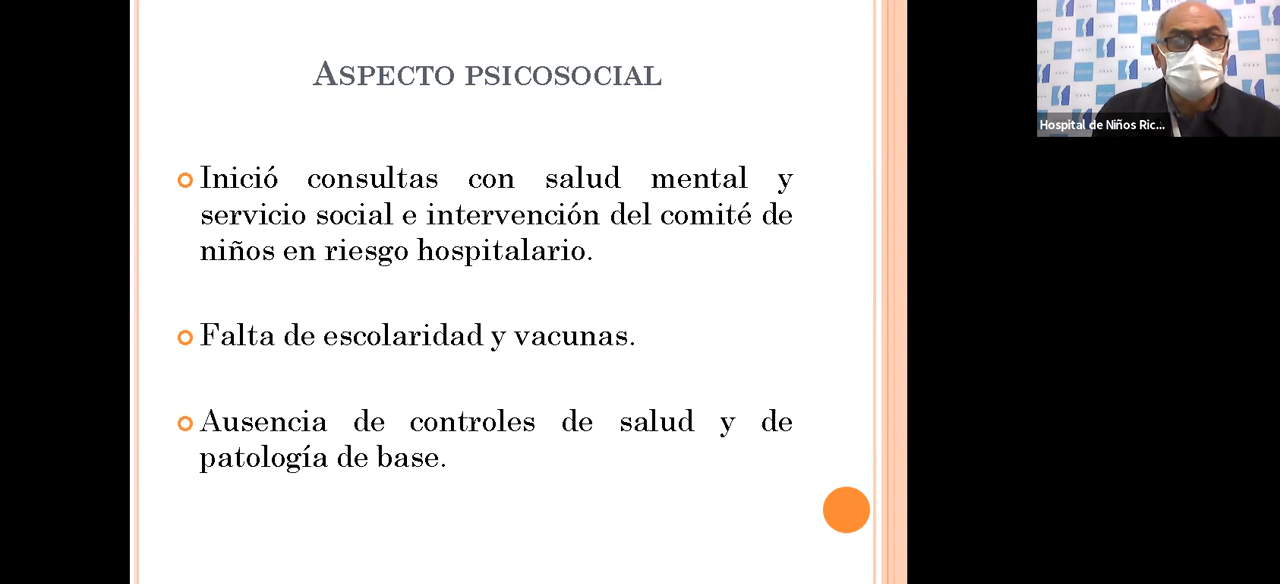 ASPECTO PSICOSOCIAL
Inició consultas con salud mental y
servicio social e intervención del comité de
niños en riesgo hospitalario.
Falta de escolaridad y vacunas.
Ausencia de controles de salud y de
patología de base.
Hospital de Niños Ric...